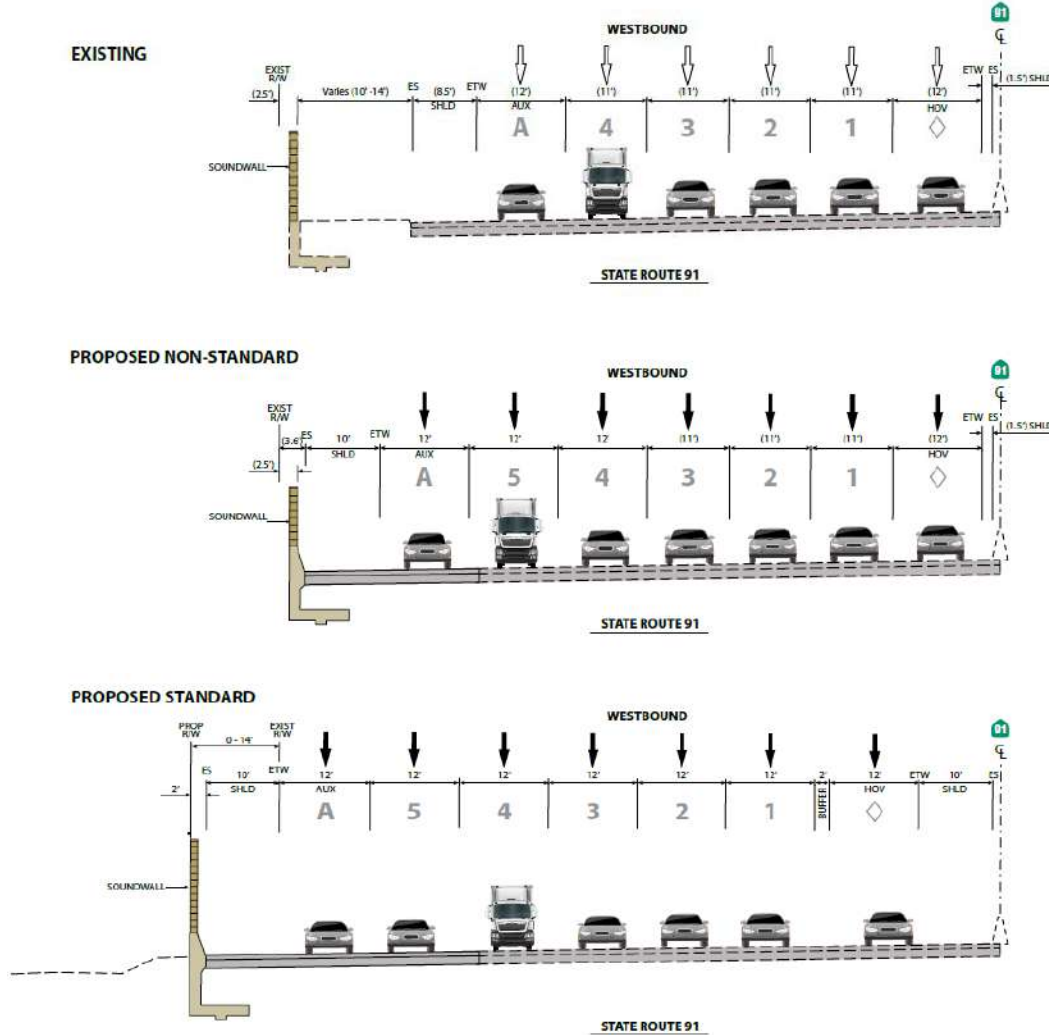 EXISTING
WESTBOUND
91
CL
EXIST
R/W
(2.5') Varies (10' -14') ES (8.5') ETW (12') (11') (11') (11') (11') (12') ETW ES (1.5') SHLD
SHLD AUX HOV
A 4 3 2 1
SOUNDWALL
STATE ROUTE 91
PROPOSED NON-STANDARD
WESTBOUND
91
CL
EXIST
R/W
(3.6') ES 10' ETW 12' 12' 12' (11') (11') (11') (12') ETW ES (1.5') SHLD
SHLD AUX HOV
(2.5')
A 5 4 3 2 1
SOUNDWALL
STATE ROUTE 91
PROPOSED STANDARD
WESTBOUND
91
CL
PROP
R/W
EXIST
R/W
0 - 14'
ES 10' ETW 12' 12' 12' 12' 12' 12' 2' 12' ETW 10' ES
2' SHLD AUX BUFFER HOV SHLD
A 5 4 3 2 1
SOUNDWALL
STATE ROUTE 91